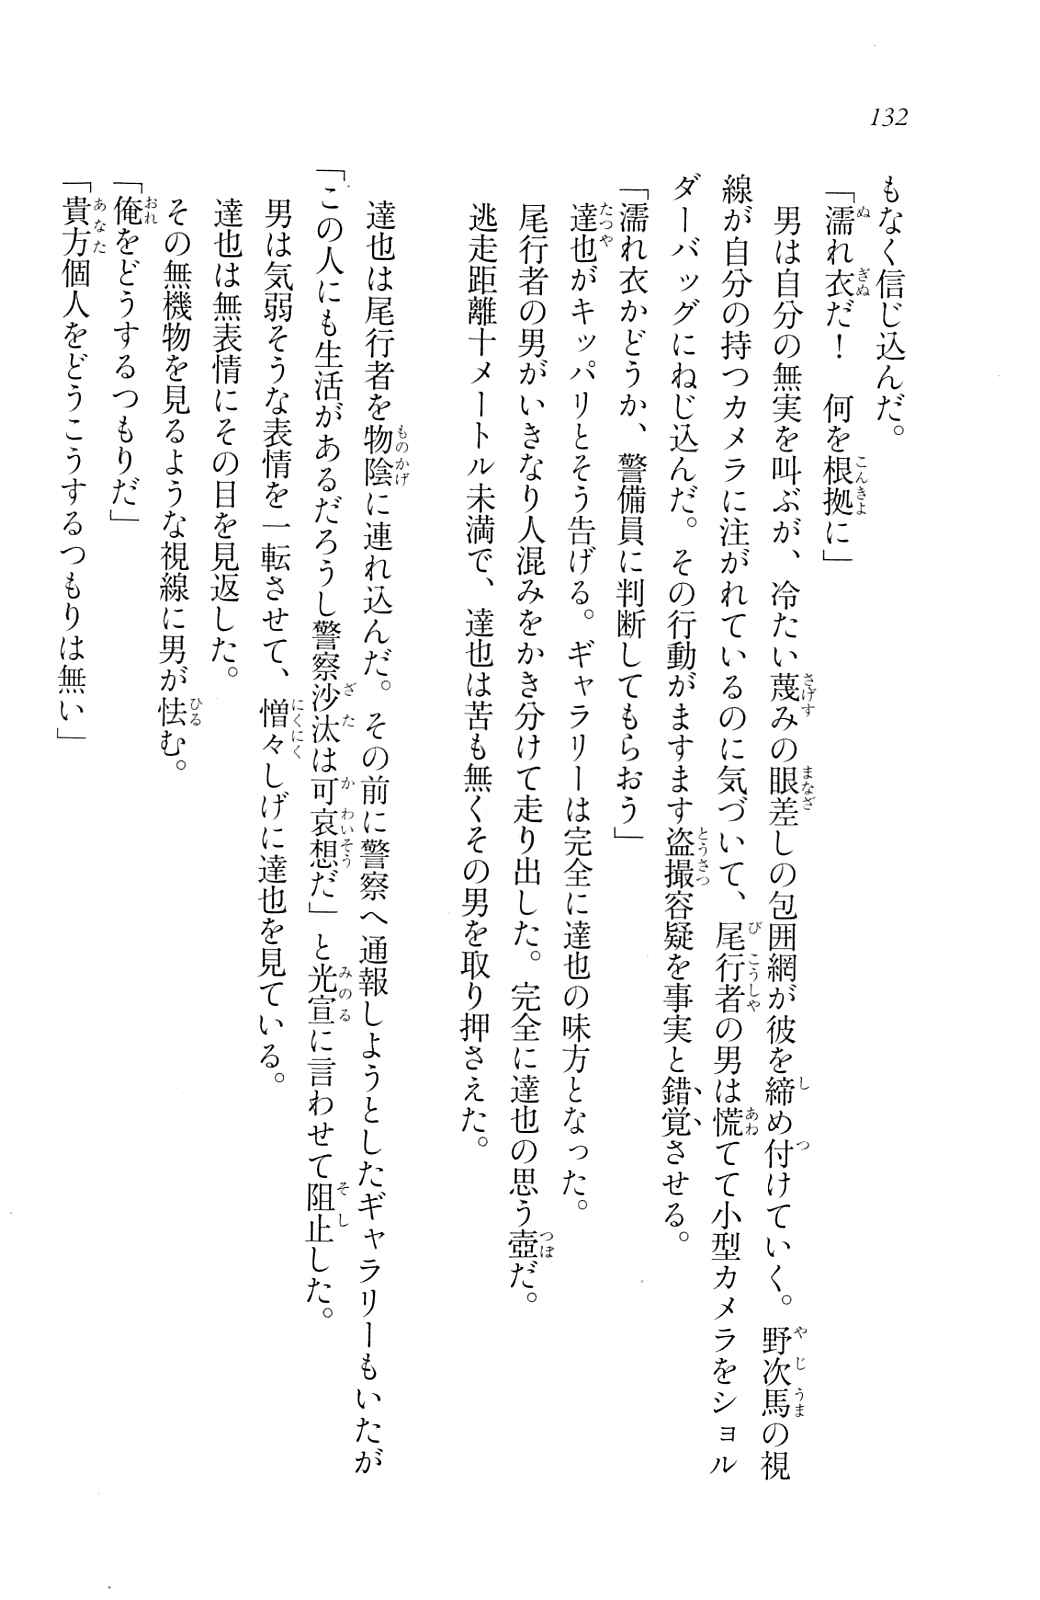 132
もなく信じ込んだ。
「濡れ衣だ！　何を根拠に」
　男は自分の無実を叫ぶが、冷たい蔑みの眼差しの包囲網が彼を締め付けていく。野次馬の視
線が自分の持つカメラに注がれているのに気づいて、尾行者の男は慌てて小型カメラをショル
ダーバッグにねじ込んだ。その行動がますます盗撮容疑を事実と錯覚させる。
「濡れ衣かどうか、警備員に判断してもらおう」
　達也がキッパリとそう告げる。ギャラリーは完全に達也の味方となった。
　尾行者の男がいきなり人混みをかき分けて走り出した。完全に達也の思う壺だ。
　逃走距離十メートル未満で、達也は苦も無くその男を取り押さえた。
　達也は尾行者を物陰に連れ込んだ。その前に警察へ通報しようとしたギャラリーもいたが
「この人にも生活があるだろうし警察沙汰は可哀想だ」と光宣に言わせて阻止した。
　男は気弱そうな表情を一転させて、憎々しげに達也を見ている。
　達也は無表情にその目を見返した。
　その無機物を見るような視線に男が怯む。
「俺をどうするつもりだ」
「貴方個人をどうこうするつもりは無い」